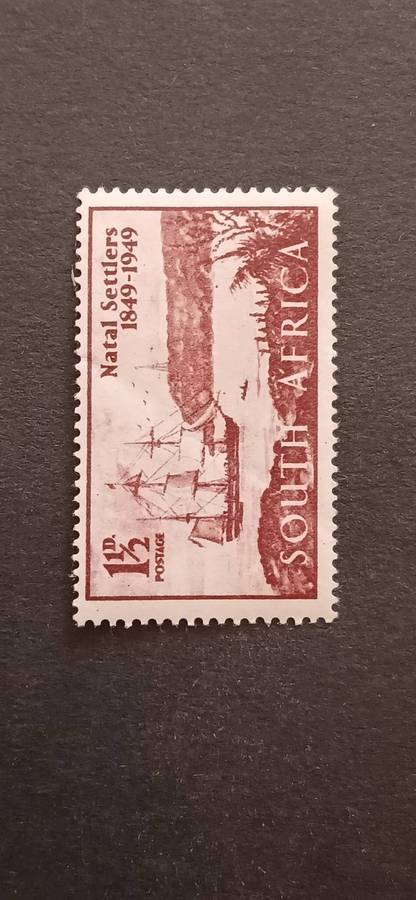 Natal Settlers
1849-1949
1½D.
POSTAGE
SOUTH AFRICA